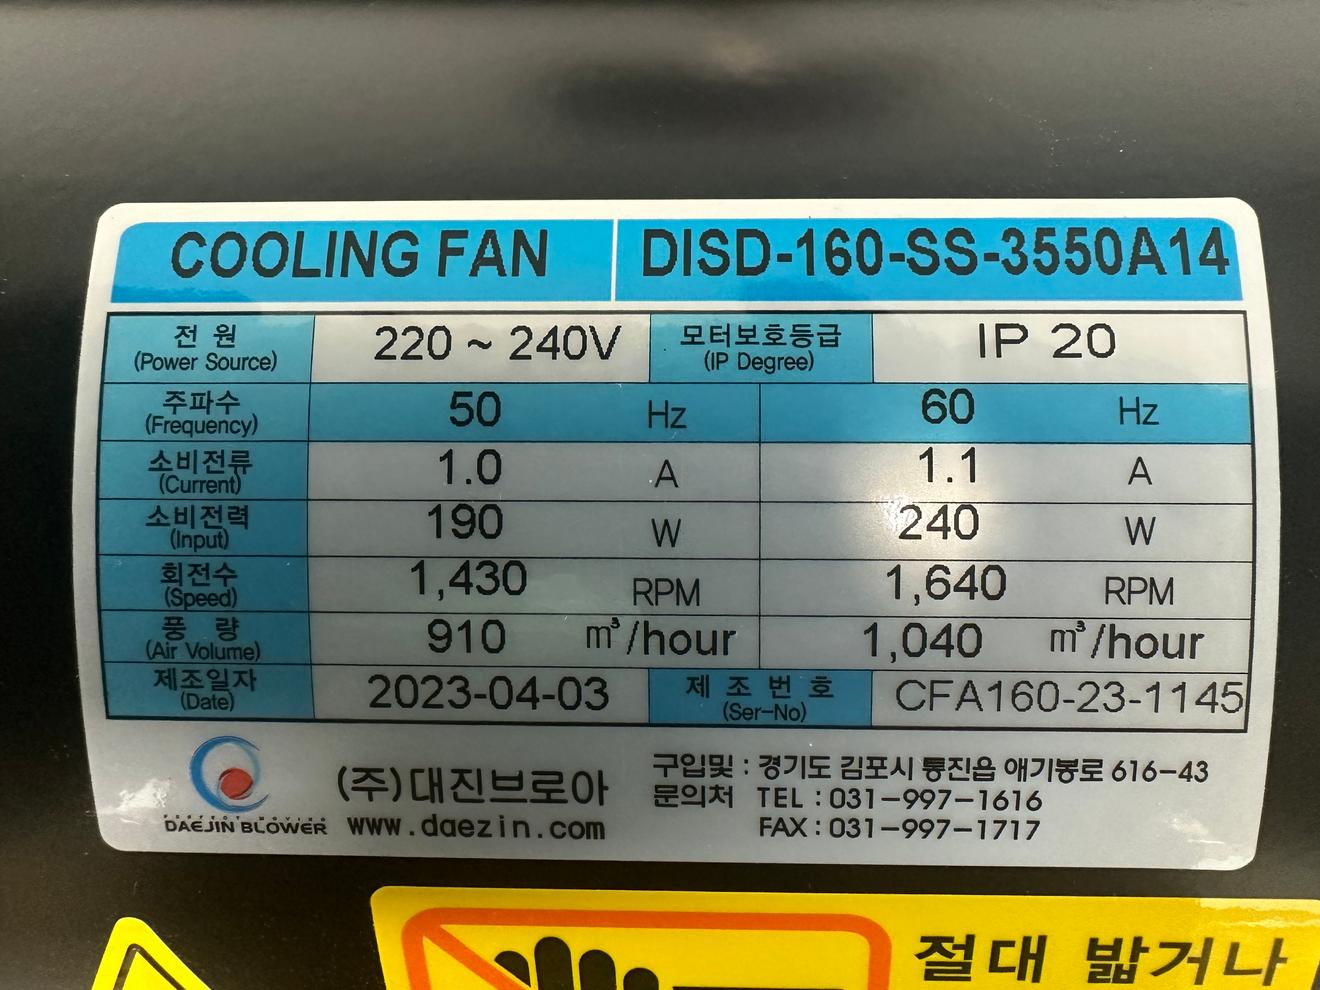 COOLING FAN DISD-160-SS-3550A14
전 원 220 ~ 240V 모터보호등급 IP 20
(Power Source) (IP Degree)
주파수 50 Hz 60 Hz
(Frequency)
소비전류 1.0 A 1.1 A
(Current)
소비전력 190 W 240 W
(Input)
회전수 1,430 RPM 1,640 RPM
(Speed)
풍 량 910 m³/hour 1,040 m³/hour
(Air Volume)
제조일자 2023-04-03 제 조 번 호 CFA160-23-1145
(Date) (Ser-No)
(주)대진브로아 구입및 : 경기도 김포시 통진읍 애기봉로 616-43
문의처 TEL : 031-997-1616
DAEJIN BLOWER www.daezin.com FAX : 031-997-1717
절대 밟거나